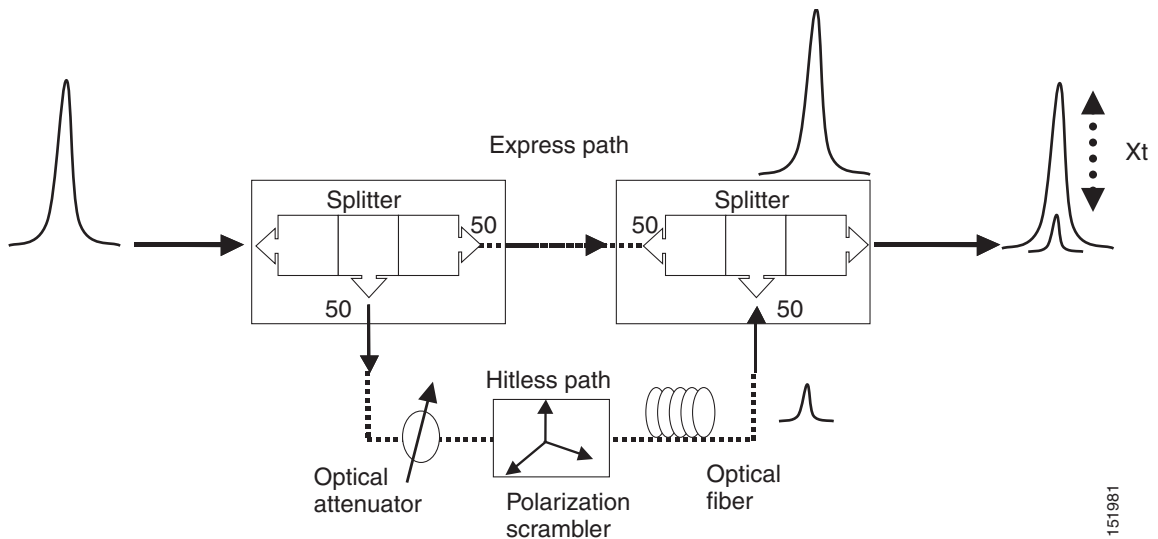 Express path
Xt
Splitter
Splitter
50
50
50
50
Hitless path
Optical
attenuator
Polarization
scrambler
Optical
fiber
151981